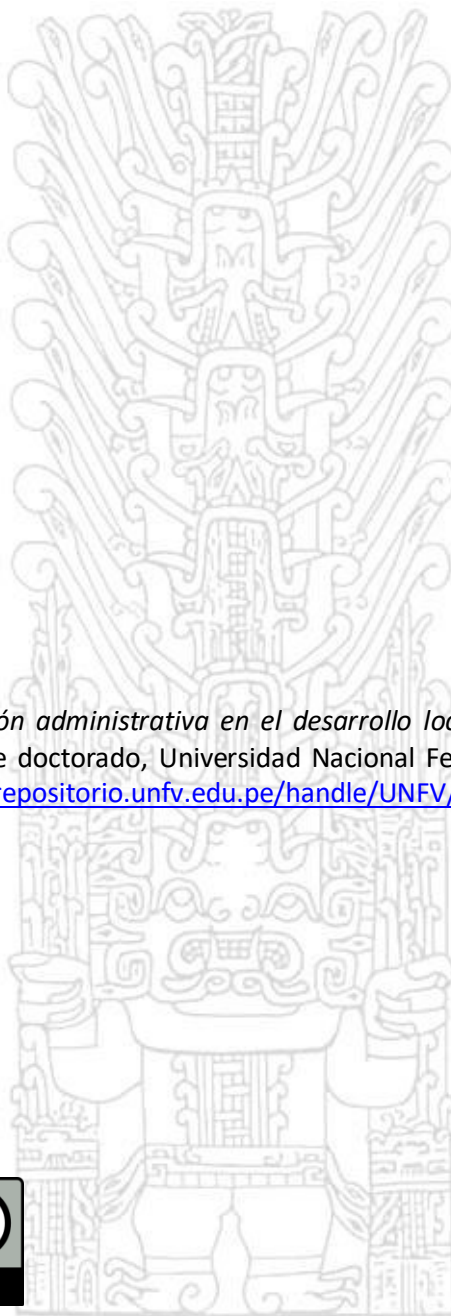 ón administrativa en el desarrollo loc
e doctorado, Universidad Nacional Fe
repositorio.unfv.edu.pe/handle/UNFV/